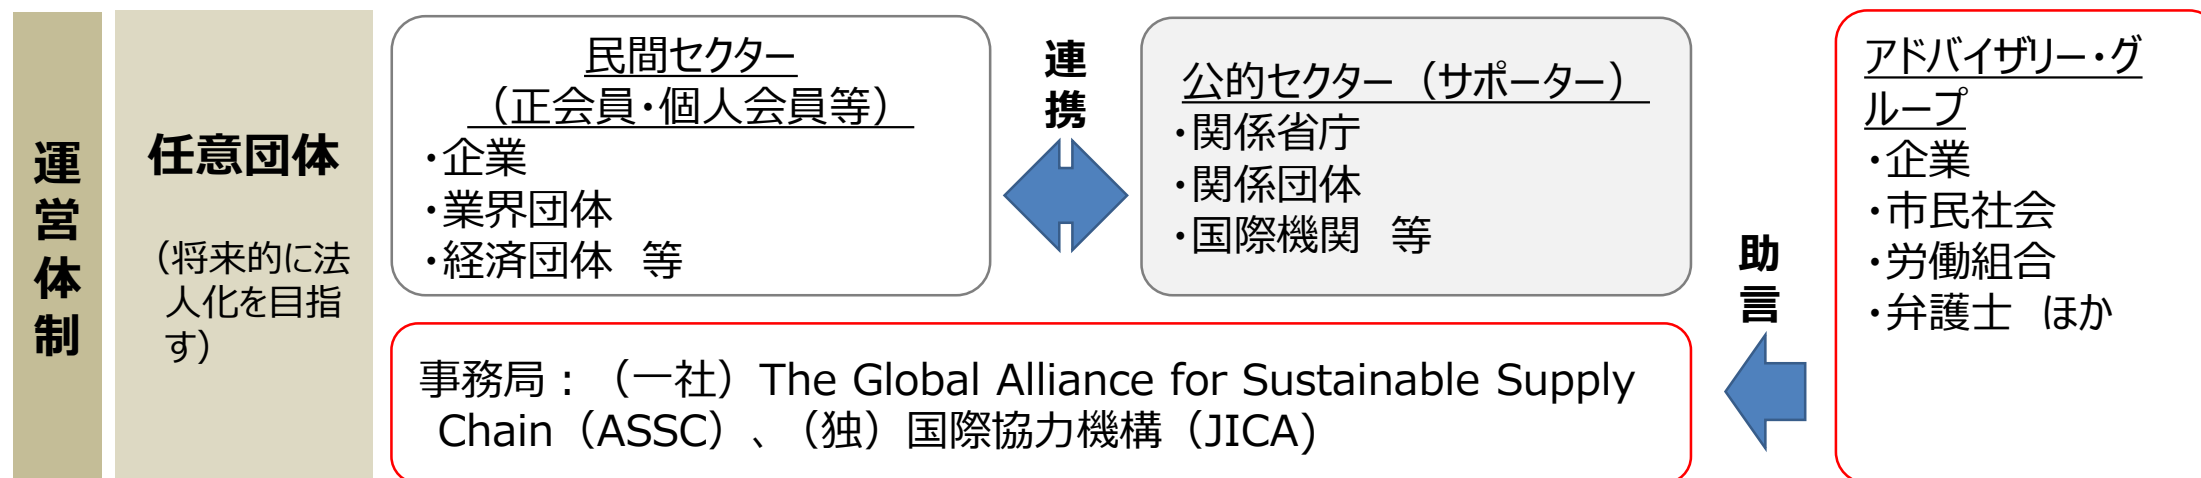 運営体制
任意団体
（将来的に法
人化を目指
す）
民間セクター
（正会員・個人会員等）
・企業
・業界団体
・経済団体　等
連携
公的セクター（サポーター）
・関係省庁
・関係団体
・国際機関　等
事務局：（一社）The Global Alliance for Sustainable Supply
Chain（ASSC）、（独）国際協力機構（JICA)
助言
アドバイザリー・グ
ループ
・企業
・市民社会
・労働組合
・弁護士　ほか